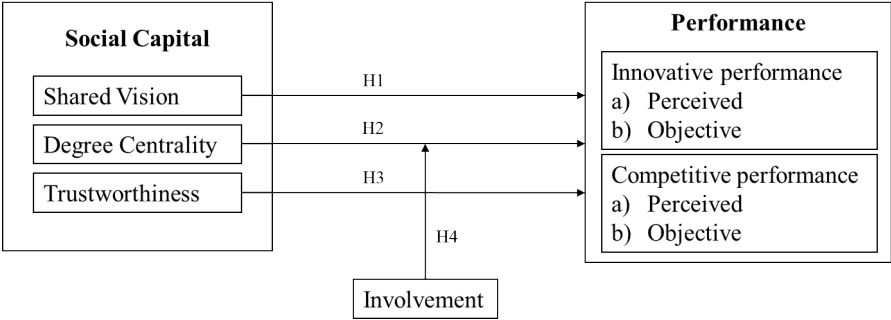 Social Capital
Shared Vision
Degree Centrality
Trustworthiness
H1
H2
H3
H4
Involvement
Performance
Innovative performance
a) Perceived
b) Objective
Competitive performance
a) Perceived
b) Objective